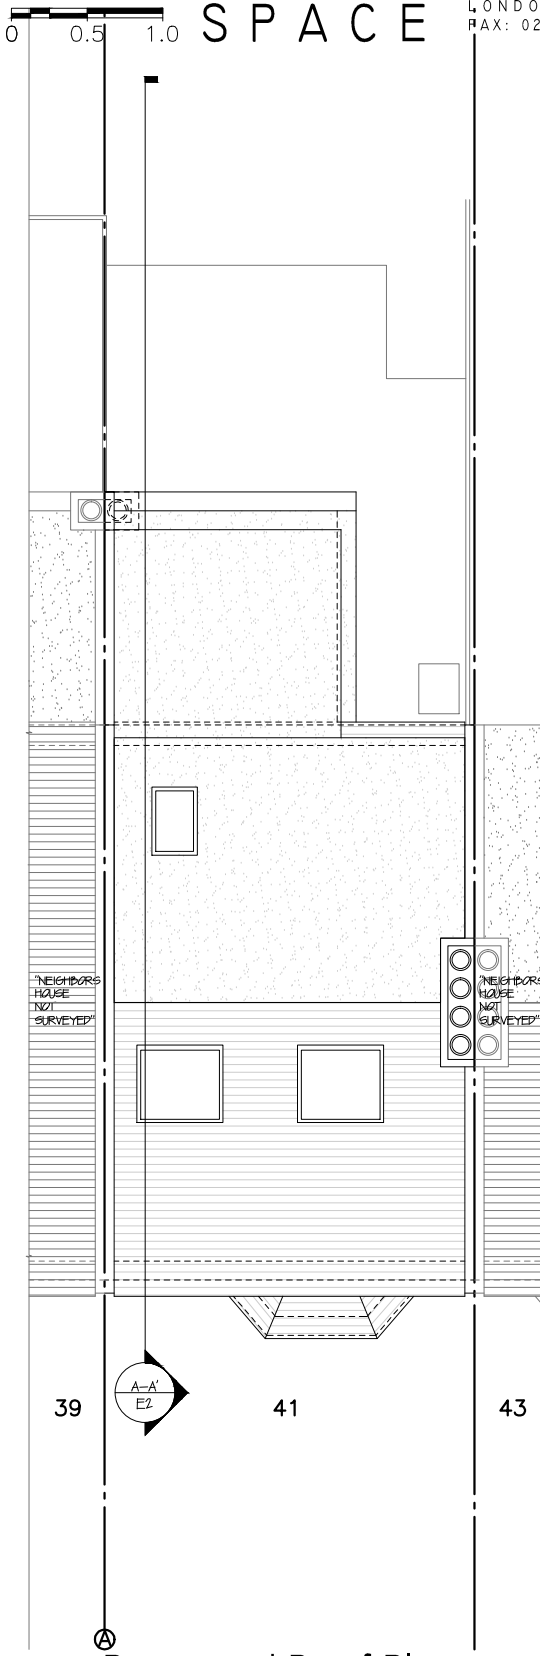 0 0.5 1.0
SPACE
LONDO
FAX: 02
"NEIGHBORS
HOUSE
NOT
SURVEYED"
"NEIGHBORS
HOUSE
NOT
SURVEYED"
39
A-A'
E2
41
43
A